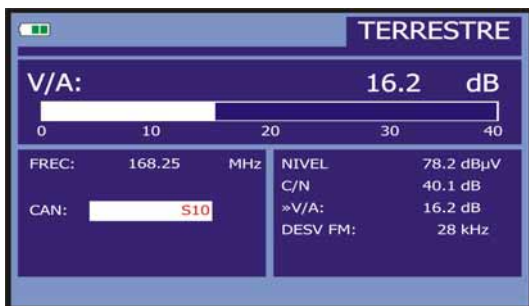 TERRESTRE
V/A: 16.2 dB
0 10 20 30 40
FREC: 168.25 MHz
CAN: S10
NIVEL 78.2 dBµV
C/N 40.1 dB
»V/A: 16.2 dB
DESV FM: 28 kHz